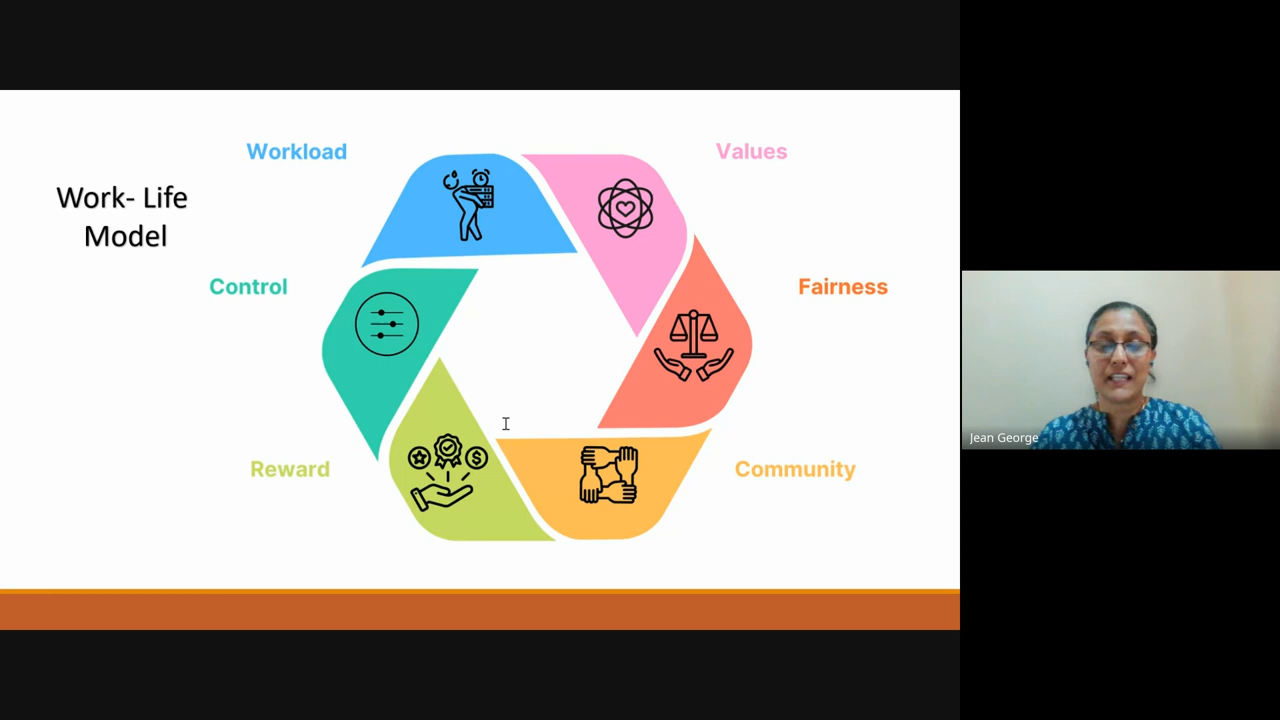 Workload
Values
Work- Life
Model
Control
Fairness
Reward
Community
Jean George